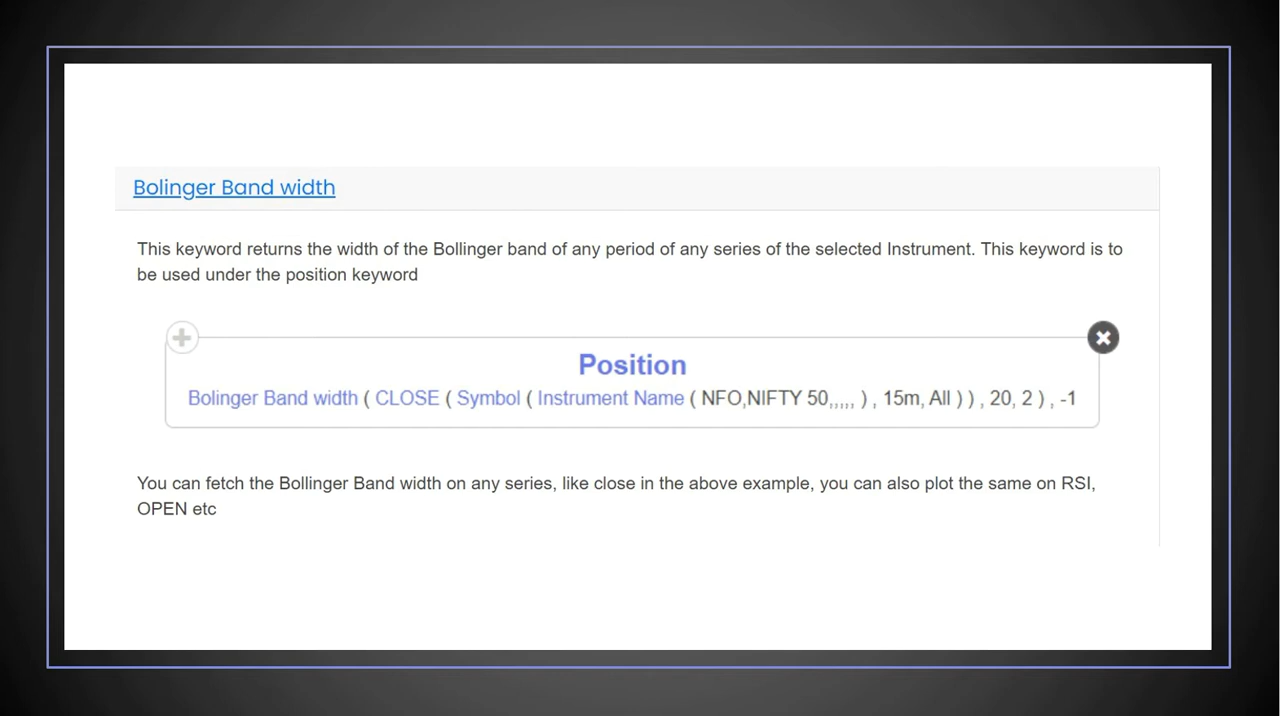 Bolinger Band width
This keyword returns the width of the Bollinger band of any period of any series of the selected Instrument. This keyword is to
be used under the position keyword
Position
Bolinger Band width ( CLOSE ( Symbol ( Instrument Name ( NFO,NIFTY 50,,,,, ) , 15m, All ) ) , 20, 2 ) , -1
You can fetch the Bollinger Band width on any series, like close in the above example, you can also plot the same on RSI,
OPEN etc